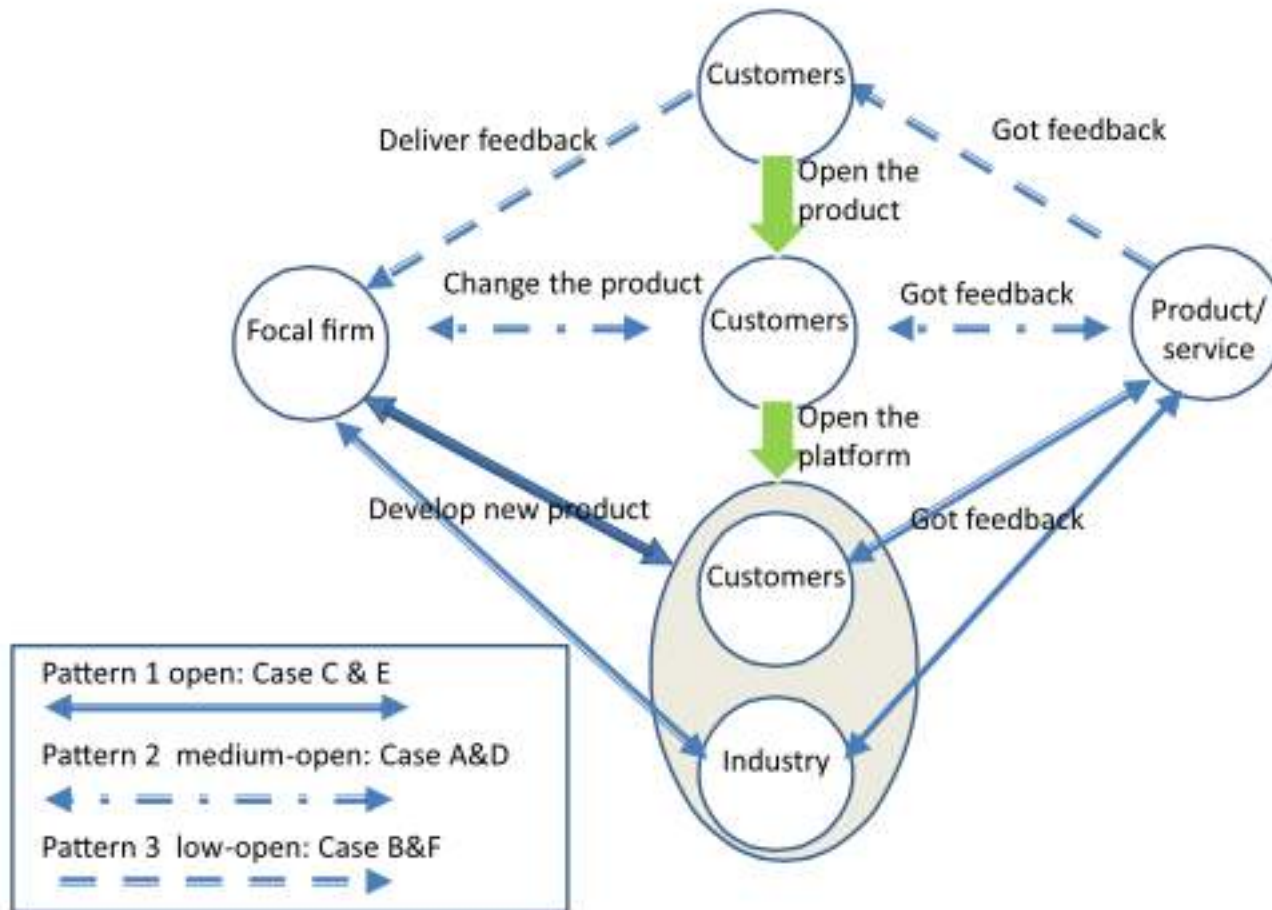 Customers
Deliver feedback
Got feedback
Open the
product
Change the product
Got feedback
Focal firm
Customers
Product/
service
Open the
platform
Develop new product
Got feedback
Customers
Industry
Pattern 1 open: Case C & E
Pattern 2  medium-open: Case A&D
Pattern 3  low-open: Case B&F